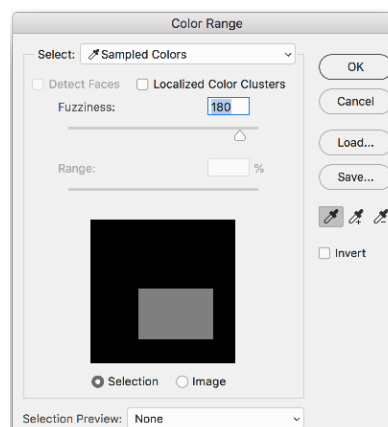 Color Range
Select: Sampled Colors
OK
Detect Faces Localized Color Clusters
Cancel
Fuzziness: 180
Load...
Range: %
Save...
Invert
Selection Image
Selection Preview: None